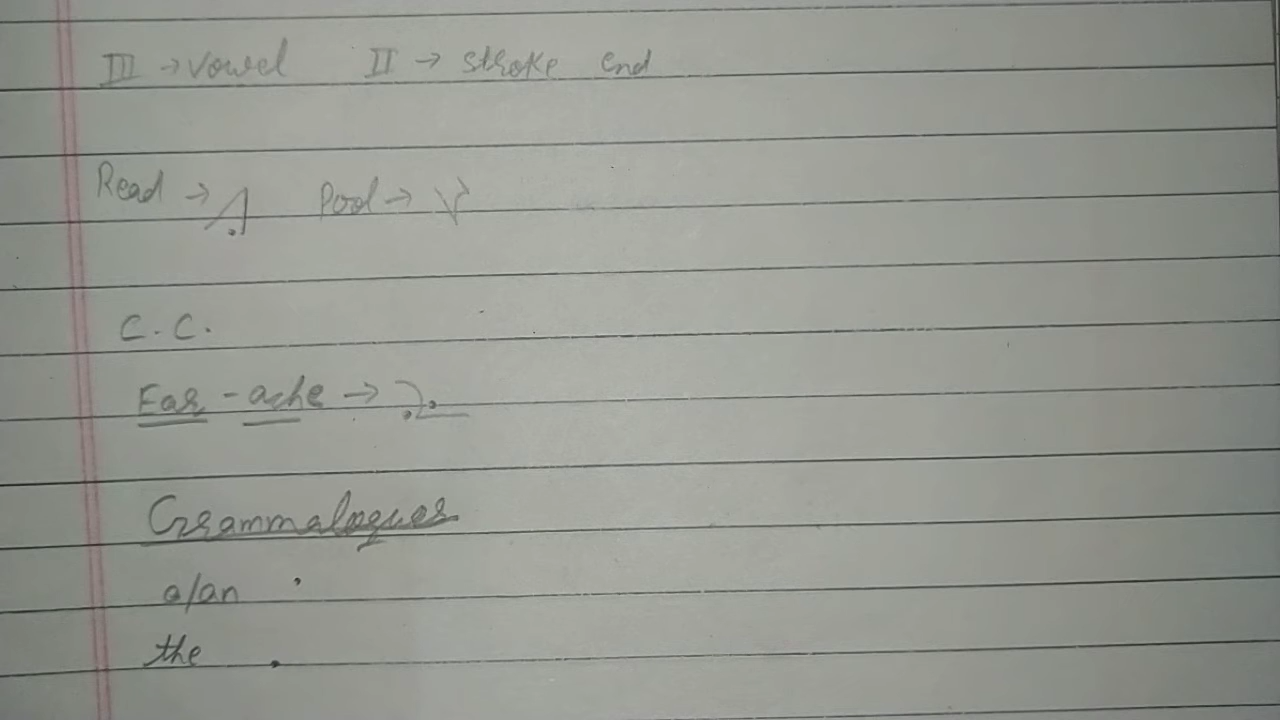 III → vowel II → stroke end
Read → Pool →
C.C.
Ear - ache →
Grammalogues
a/an .
the .